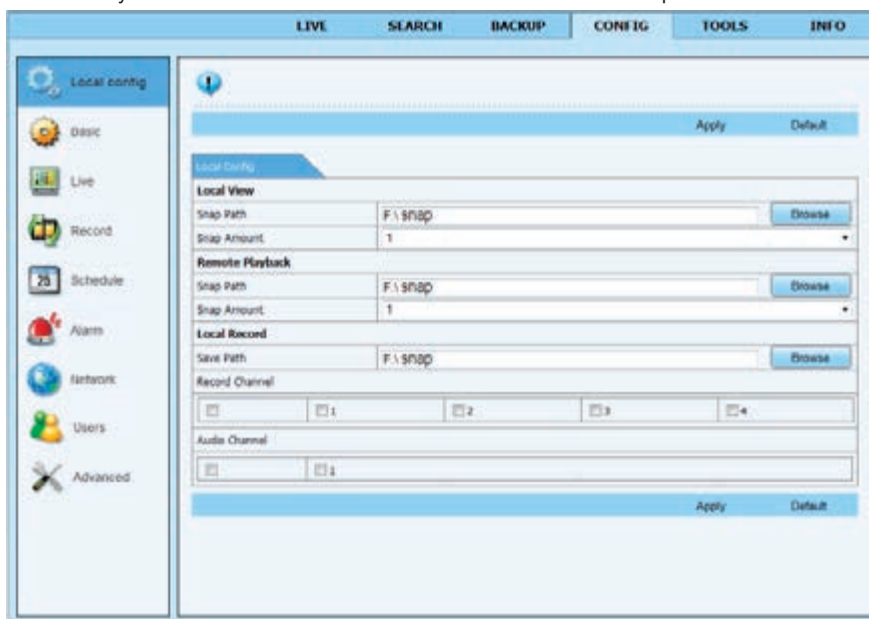 LIVE SEARCH BACKUP CONFIG TOOLS INFO
Local config
Basic
Live
Record
Schedule
Alarm
Network
Users
Advanced
Apply Default
Local Config
Local View
Snap Path F:\snap Browse
Snap Amount 1
Remote Playback
Snap Path F:\snap Browse
Snap Amount 1
Local Record
Save Path F:\snap Browse
Record Channel
1 2 3 4
Audio Channel
1
Apply Default